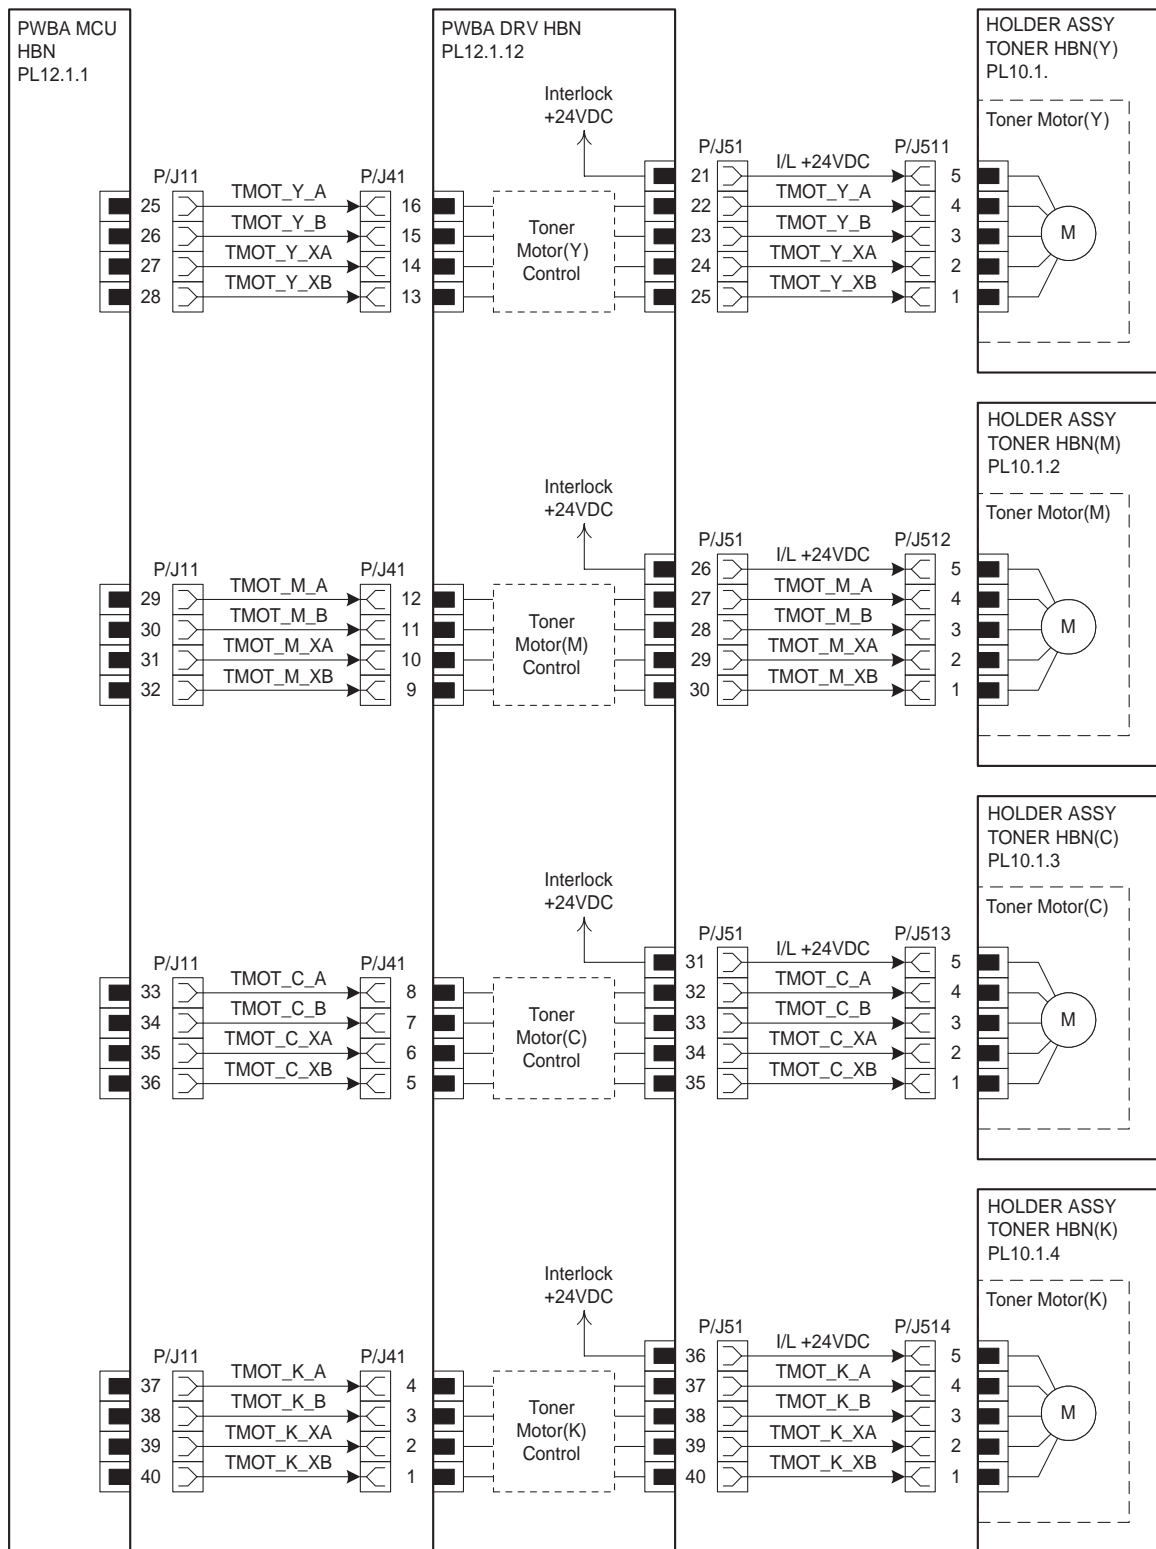 PWBA MCU
HBN
PL12.1.1
PWBA DRV HBN
PL12.1.12
HOLDER ASSY
TONER HBN(Y)
PL10.1.
Toner Motor(Y)
Interlock
+24VDC
P/J11
P/J41
P/J51
P/J511
21 I/L +24VDC 5
25 TMOT_Y_A 16
26 TMOT_Y_B 15
27 TMOT_Y_XA 14
28 TMOT_Y_XB 13
Toner
Motor(Y)
Control
22 TMOT_Y_A 4
23 TMOT_Y_B 3
24 TMOT_Y_XA 2
25 TMOT_Y_XB 1
M
HOLDER ASSY
TONER HBN(M)
PL10.1.2
Toner Motor(M)
Interlock
+24VDC
P/J11
P/J41
P/J51
P/J512
26 I/L +24VDC 5
29 TMOT_M_A 12
30 TMOT_M_B 11
31 TMOT_M_XA 10
32 TMOT_M_XB 9
Toner
Motor(M)
Control
27 TMOT_M_A 4
28 TMOT_M_B 3
29 TMOT_M_XA 2
30 TMOT_M_XB 1
M
HOLDER ASSY
TONER HBN(C)
PL10.1.3
Toner Motor(C)
Interlock
+24VDC
P/J11
P/J41
P/J51
P/J513
31 I/L +24VDC 5
33 TMOT_C_A 8
34 TMOT_C_B 7
35 TMOT_C_XA 6
36 TMOT_C_XB 5
Toner
Motor(C)
Control
32 TMOT_C_A 4
33 TMOT_C_B 3
34 TMOT_C_XA 2
35 TMOT_C_XB 1
M
HOLDER ASSY
TONER HBN(K)
PL10.1.4
Toner Motor(K)
Interlock
+24VDC
P/J11
P/J41
P/J51
P/J514
36 I/L +24VDC 5
37 TMOT_K_A 4
38 TMOT_K_B 3
39 TMOT_K_XA 2
40 TMOT_K_XB 1
Toner
Motor(K)
Control
37 TMOT_K_A 4
38 TMOT_K_B 3
39 TMOT_K_XA 2
40 TMOT_K_XB 1
M